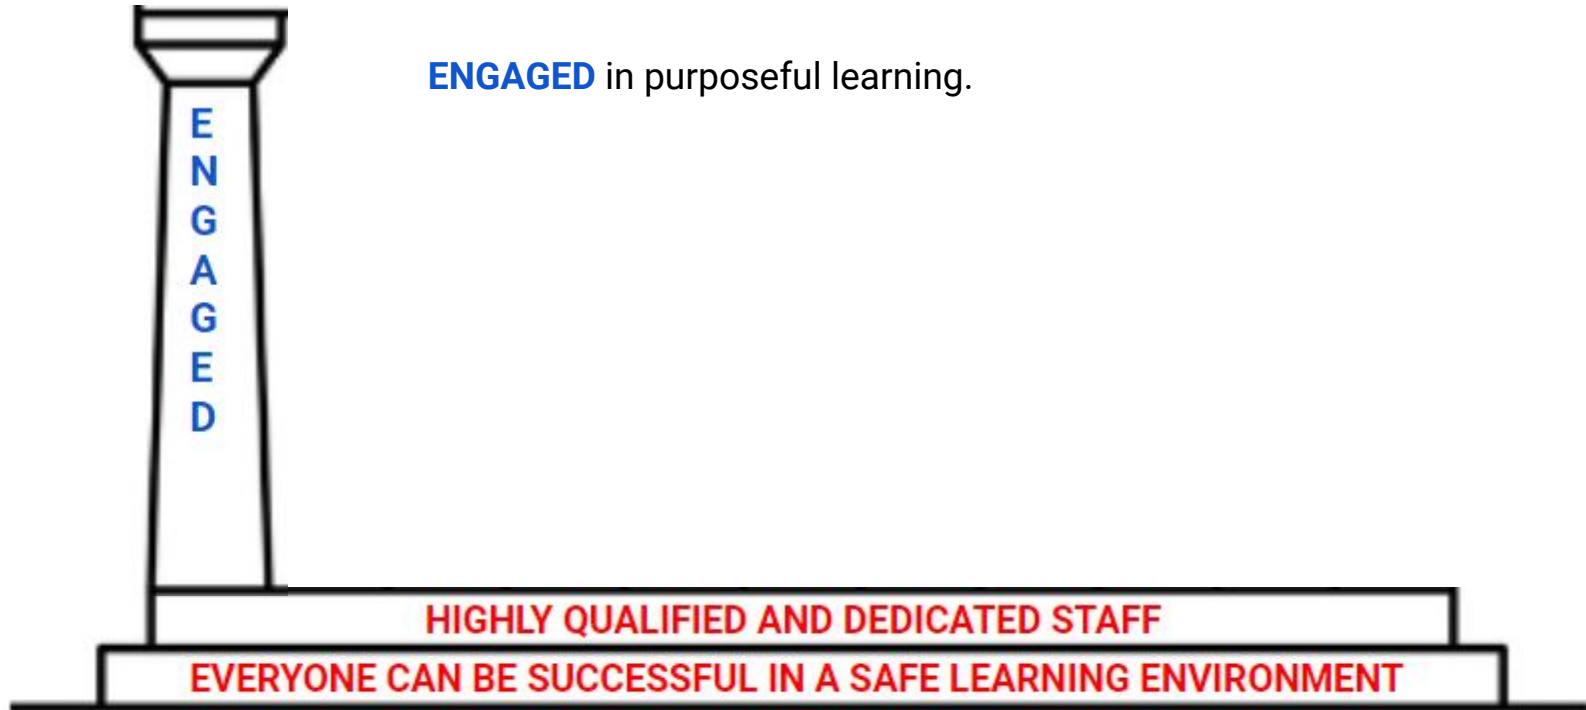 ENGAGED in purposeful learning.
E
N
G
A
G
E
D
HIGHLY QUALIFIED AND DEDICATED STAFF
EVERYONE CAN BE SUCCESSFUL IN A SAFE LEARNING ENVIRONMENT